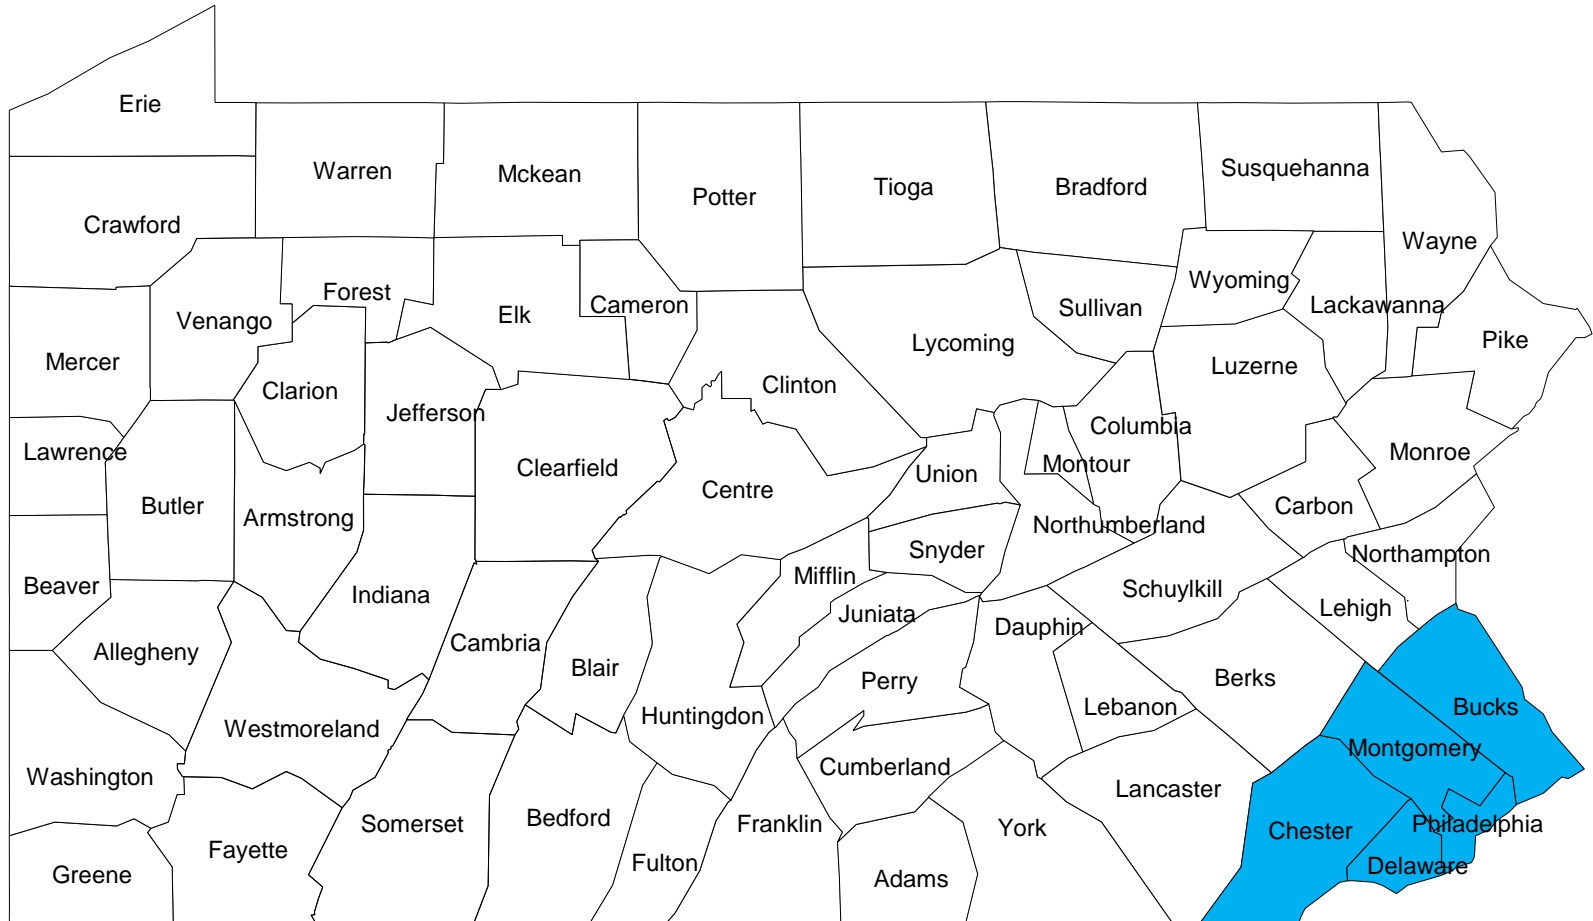 Erie
Warren
Mckean
Potter
Tioga
Bradford
Susquehanna
Crawford
Wayne
Forest
Venango
Elk
Cameron
Sullivan
Wyoming
Lackawanna
Mercer
Clarion
Jefferson
Clinton
Lycoming
Luzerne
Pike
Lawrence
Butler
Armstrong
Clearfield
Centre
Union
Montour
Columbia
Monroe
Carbon
Beaver
Indiana
Mifflin
Snyder
Northumberland
Northampton
Schuylkill
Lehigh
Allegheny
Cambria
Blair
Juniata
Dauphin
Perry
Lebanon
Berks
Westmoreland
Huntingdon
Bucks
Washington
Cumberland
Montgomery
Lancaster
Somerset
Bedford
Franklin
York
Chester
Philadelphia
Fayette
Greene
Fulton
Adams
Delaware